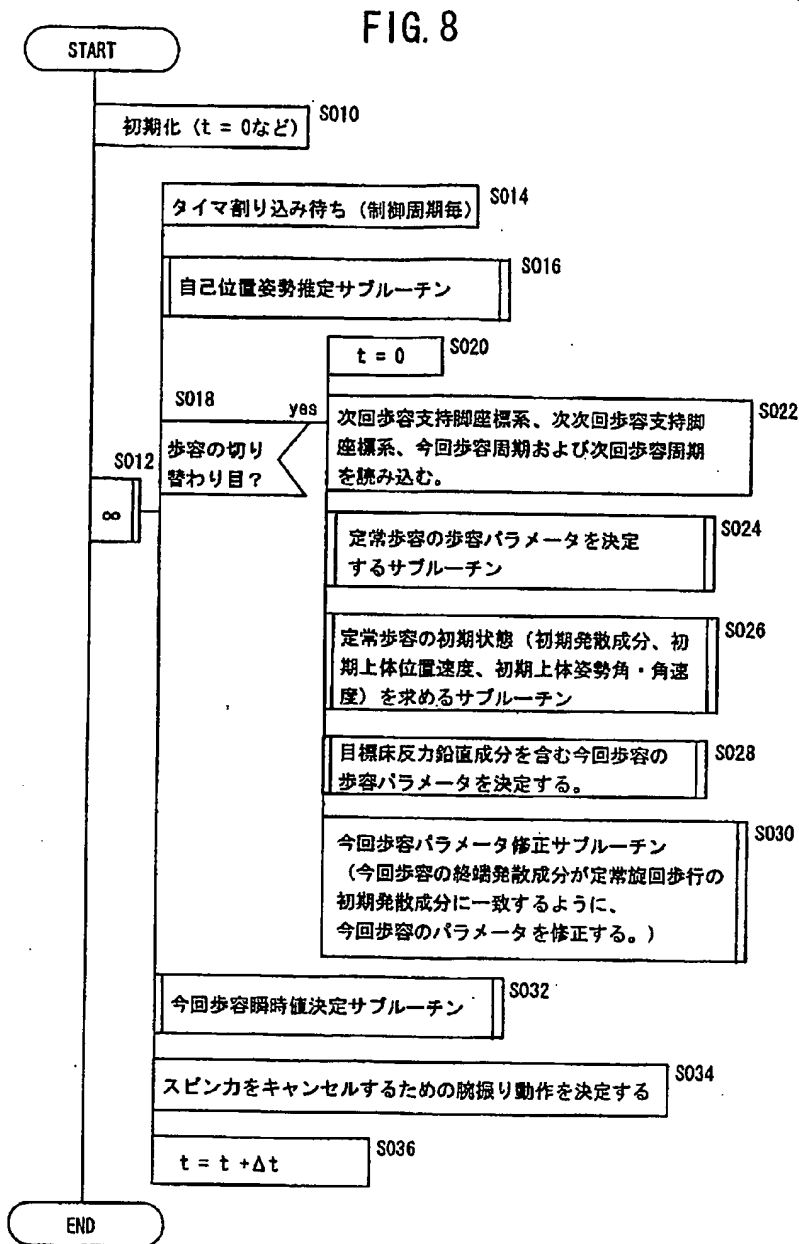 FIG. 8
START
初期化 (t = 0など)
S010
タイマ割り込み待ち (制御周期毎)
S014
自己位置姿勢推定サブルーチン
S016
t = 0
S020
S018
yes
歩容の切り
替わり目?
S012
∞
次回歩容支持脚座標系、次次回歩容支持脚
座標系、今回歩容周期および次回歩容周期
を読み込む。
S022
定常歩容の歩容パラメータを決定
するサブルーチン
S024
定常歩容の初期状態 (初期発散成分、初
期上体位置速度、初期上体姿勢角・角速
度) を求めるサブルーチン
S026
目標床反力鉛直成分を含む今回歩容の
歩容パラメータを決定する。
S028
今回歩容パラメータ修正サブルーチン
(今回歩容の終端発散成分が定常旋回歩行の
初期発散成分に一致するように、
今回歩容のパラメータを修正する。)
S030
今回歩容瞬時値決定サブルーチン
S032
スピン力をキャンセルするための腕振り動作を決定する
S034
t = t +Δt
S036
END